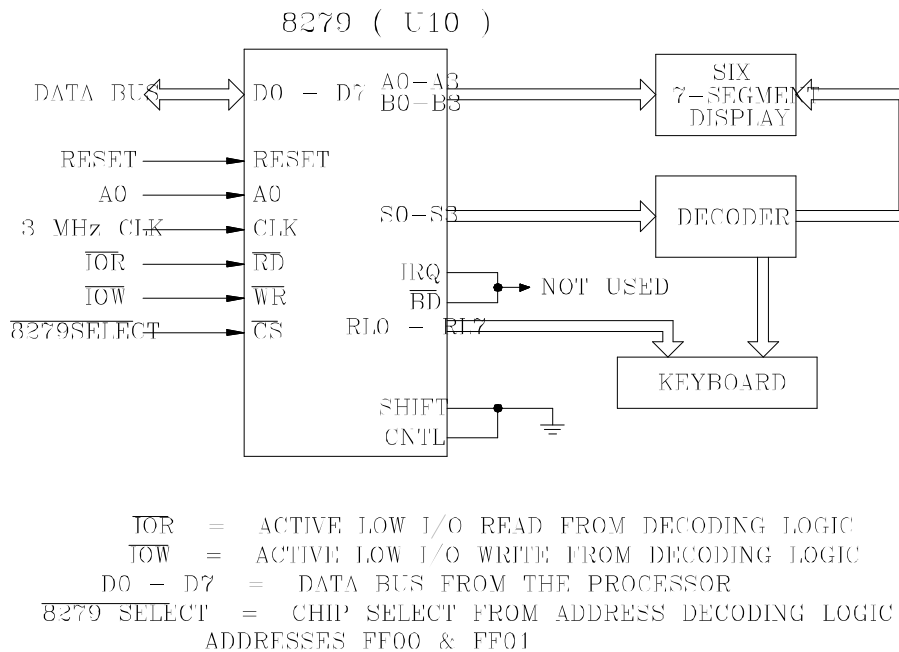 8279 ( U10 )
DATA BUS
D0 - D7
A0-A3
B0-B3
SIX
7-SEGMENT
DISPLAY
RESET
RESET
A0
A0
S0-S3
DECODER
3 MHz CLK
CLK
IOR
RD
IRQ
NOT USED
IOW
WR
BD
8279SELECT
CS
RL0 - RL7
KEYBOARD
SHIFT
CNTL
IOR = ACTIVE LOW I/O READ FROM DECODING LOGIC
IOW = ACTIVE LOW I/O WRITE FROM DECODING LOGIC
D0 - D7 = DATA BUS FROM THE PROCESSOR
8279 SELECT = CHIP SELECT FROM ADDRESS DECODING LOGIC
ADDRESSES FF00 & FF01